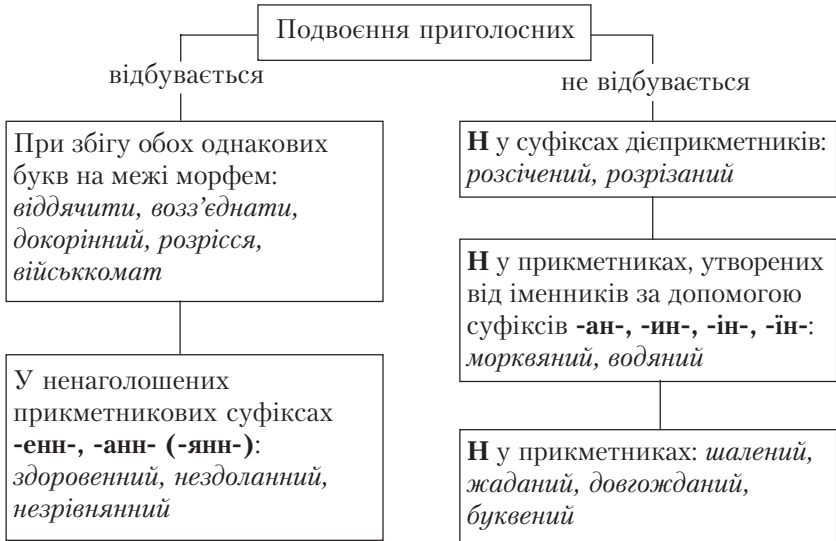 Подвоєння приголосних
відбувається
При збігу обох однакових
букв на межі морфем:
віддячити, возз’єднати,
докорінний, розрісся,
військкомат
У ненаголошених
прикметникових суфіксах
-енн-, -анн- (-янн-):
здоровенний, нездоланний,
незрівнянний
не відбувається
Н у суфіксах дієприкметників:
розсічений, розрізаний
Н у прикметниках, утворених
від іменників за допомогою
суфіксів -ан-, -ин-, -ін-, -їн-:
морквяний, водяний
Н у прикметниках: шалений,
жаданий, довгожданий,
буквений